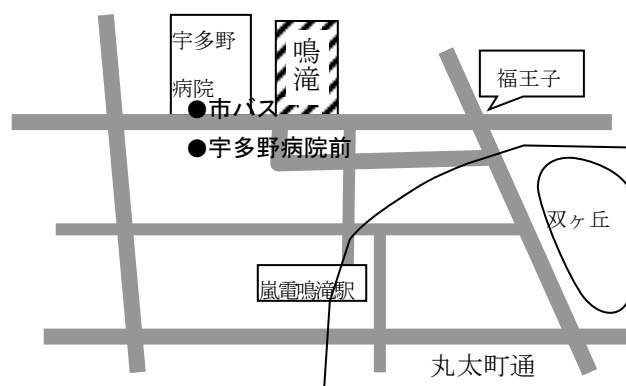 宇多野
病院
鳴滝
福王子
●市バス
●宇多野病院前
双ヶ丘
嵐電鳴滝駅
丸太町通